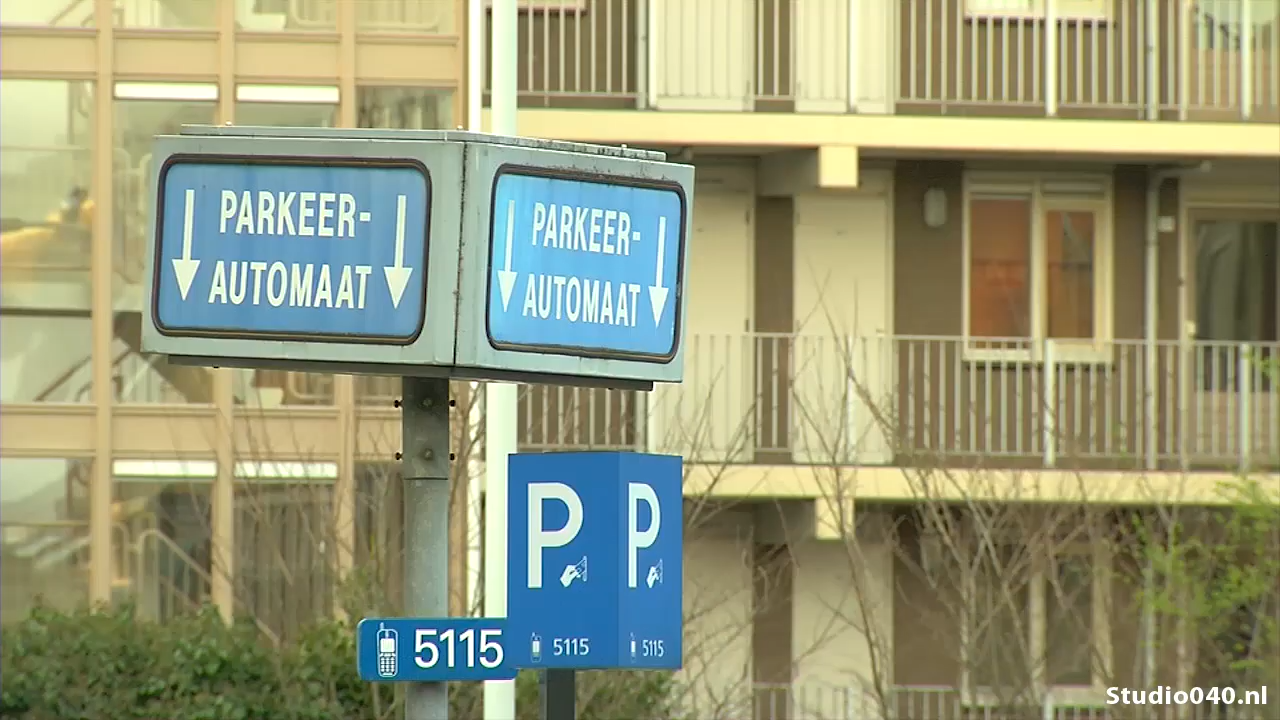 PARKEER-
AUTOMAAT
PARKEER-
AUTOMAAT
P
P
5115
5115
5115
Studio040.nl